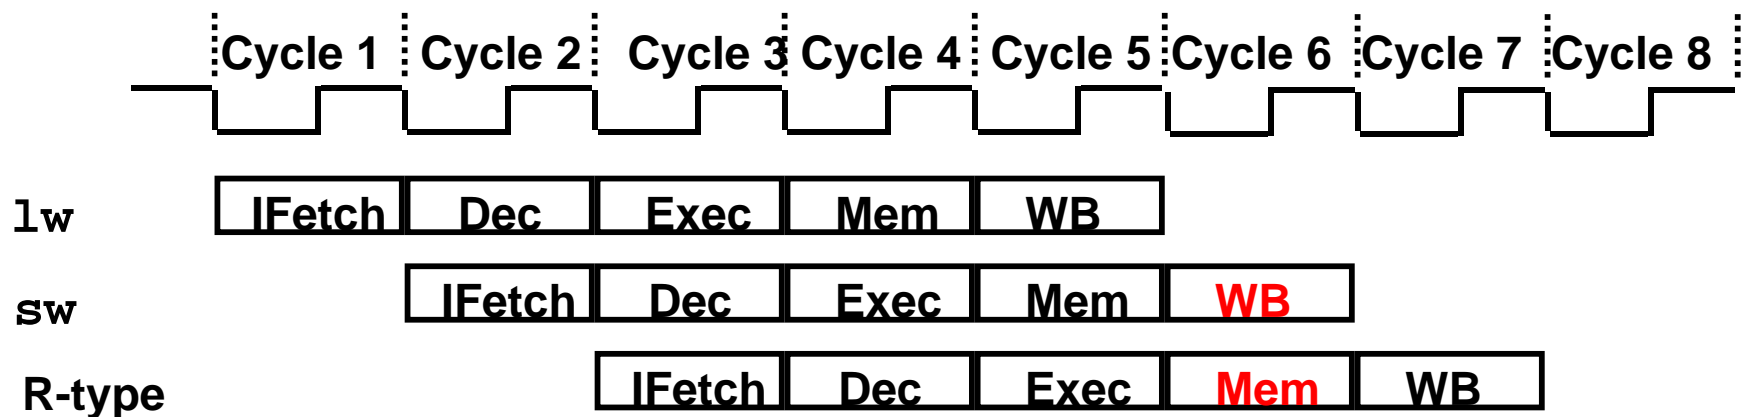 Cycle 1 Cycle 2 Cycle 3 Cycle 4 Cycle 5 Cycle 6 Cycle 7 Cycle 8
lw IFetch Dec Exec Mem WB
sw IFetch Dec Exec Mem WB
R-type IFetch Dec Exec Mem WB